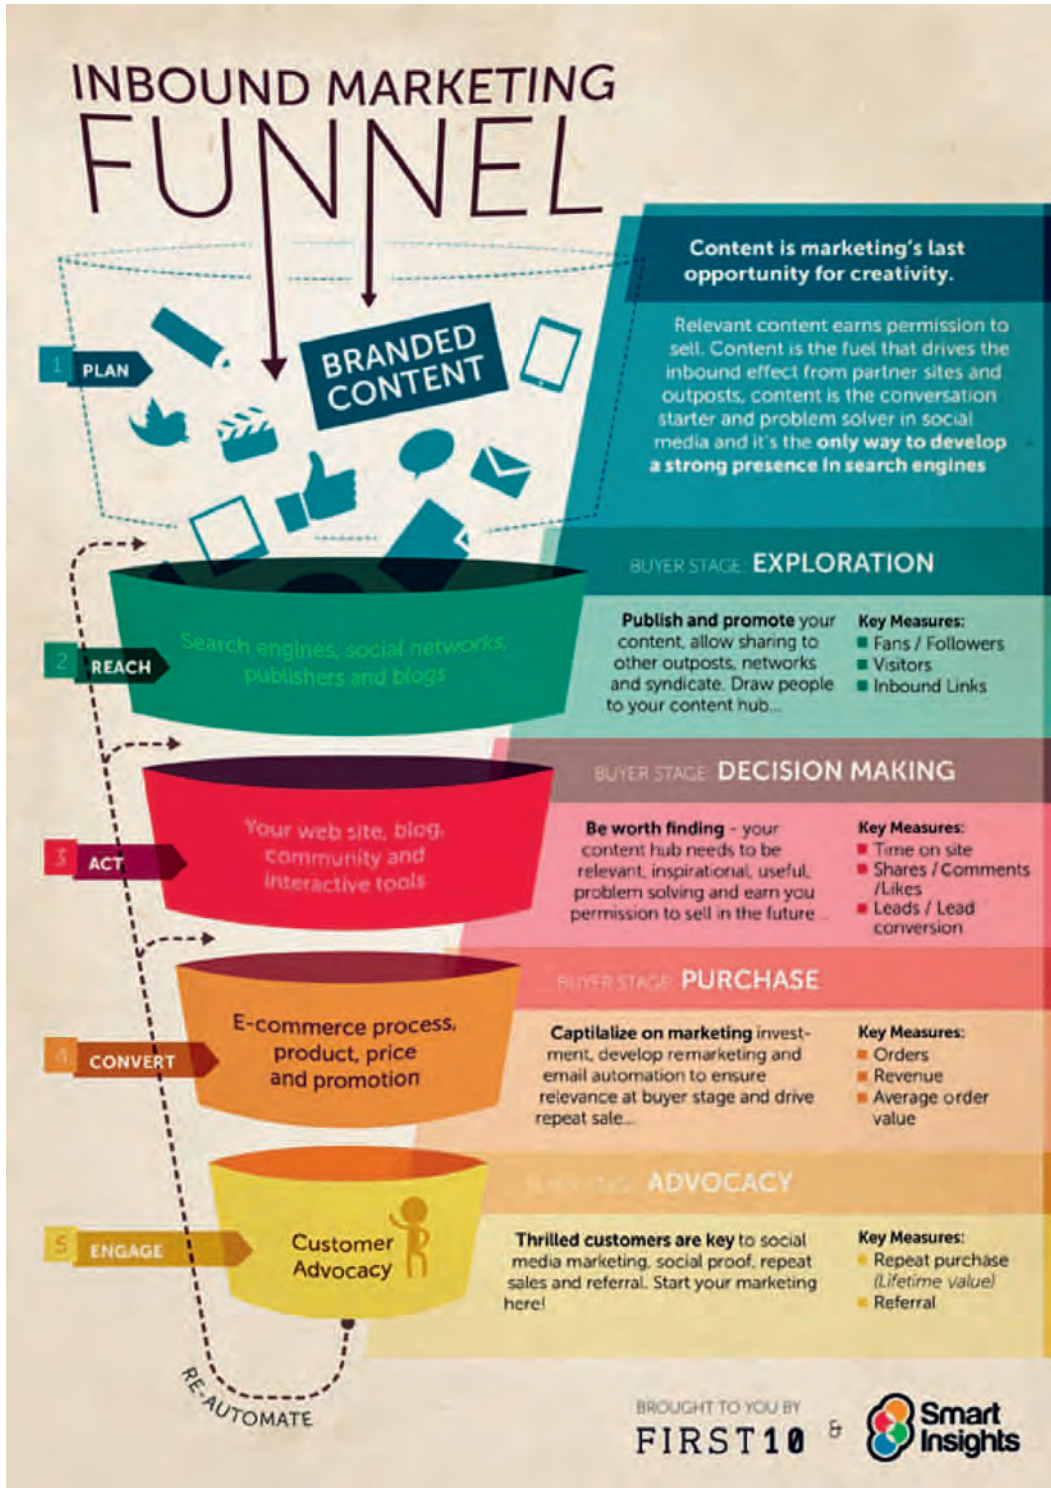 INBOUND MARKETING
FUNNEL
BRANDED
CONTENT
1 PLAN
Content is marketing's last
opportunity for creativity.
Relevant content earns permission to
sell. Content is the fuel that drives the
inbound effect from partner sites and
outposts, content is the conversation
starter and problem solver in social
media and it's the only way to develop
a strong presence in search engines
2 REACH
Search engines, social networks,
publishers and blogs
BUYER STAGE: EXPLORATION
Publish and promote your
content, allow sharing to
other outposts, networks
and syndicate. Draw people
to your content hub...
Key Measures:
Fans / Followers
Visitors
Inbound Links
3 ACT
Your web site, blog,
community and
interactive tools
BUYER STAGE: DECISION MAKING
Be worth finding - your
content hub needs to be
relevant, inspirational, useful,
problem solving and earn you
permission to sell in the future ...
Key Measures:
Time on site
Shares / Comments
/Likes
Leads / Lead
conversion
4 CONVERT
E-commerce process,
product, price
and promotion
BUYER STAGE: PURCHASE
Captilalize on marketing invest-
ment, develop remarketing and
email automation to ensure
relevance at buyer stage and drive
repeat sale...
Key Measures:
Orders
Revenue
Average order
value
5 ENGAGE
Customer
Advocacy
BUYER STAGE: ADVOCACY
Thrilled customers are key to social
media marketing, social proof, repeat
sales and referral. Start your marketing
here!
Key Measures:
Repeat purchase
(Lifetime value)
Referral
RE-AUTOMATE
BROUGHT TO YOU BY
FIRST10 & Smart
Insights